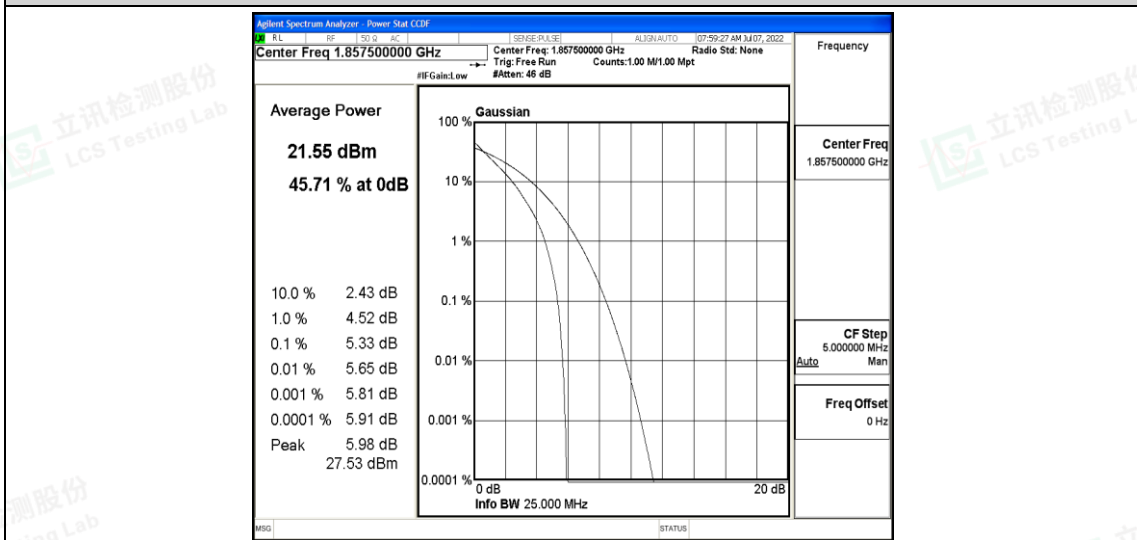 Agilent Spectrum Analyzer - Power Stat CCDF
RL RF 50 Ω AC SENSE:PULSE ALIGNAUTO 07:59:27 AM Jul 07, 2022
Center Freq 1.857500000 GHz
Center Freq: 1.857500000 GHz Radio Std: None
Trig: Free Run Counts:1.00 M/1.00 Mpt
#IFGain:Low #Atten: 46 dB
Frequency
Average Power
21.55 dBm
45.71 % at 0dB
10.0 % 2.43 dB
1.0 % 4.52 dB
0.1 % 5.33 dB
0.01 % 5.65 dB
0.001 % 5.81 dB
0.0001 % 5.91 dB
Peak 5.98 dB
27.53 dBm
Gaussian
100 %
10 %
1 %
0.1 %
0.01 %
0.001 %
0.0001 %
0 dB 20 dB
Info BW 25.000 MHz
Center Freq
1.857500000 GHz
CF Step
5.000000 MHz
Auto Man
Freq Offset
0 Hz
MSG STATUS
立讯检测股份
LCS Testing Lab
立讯检测股份
LCS Testing L
测股份
ing Lab
立